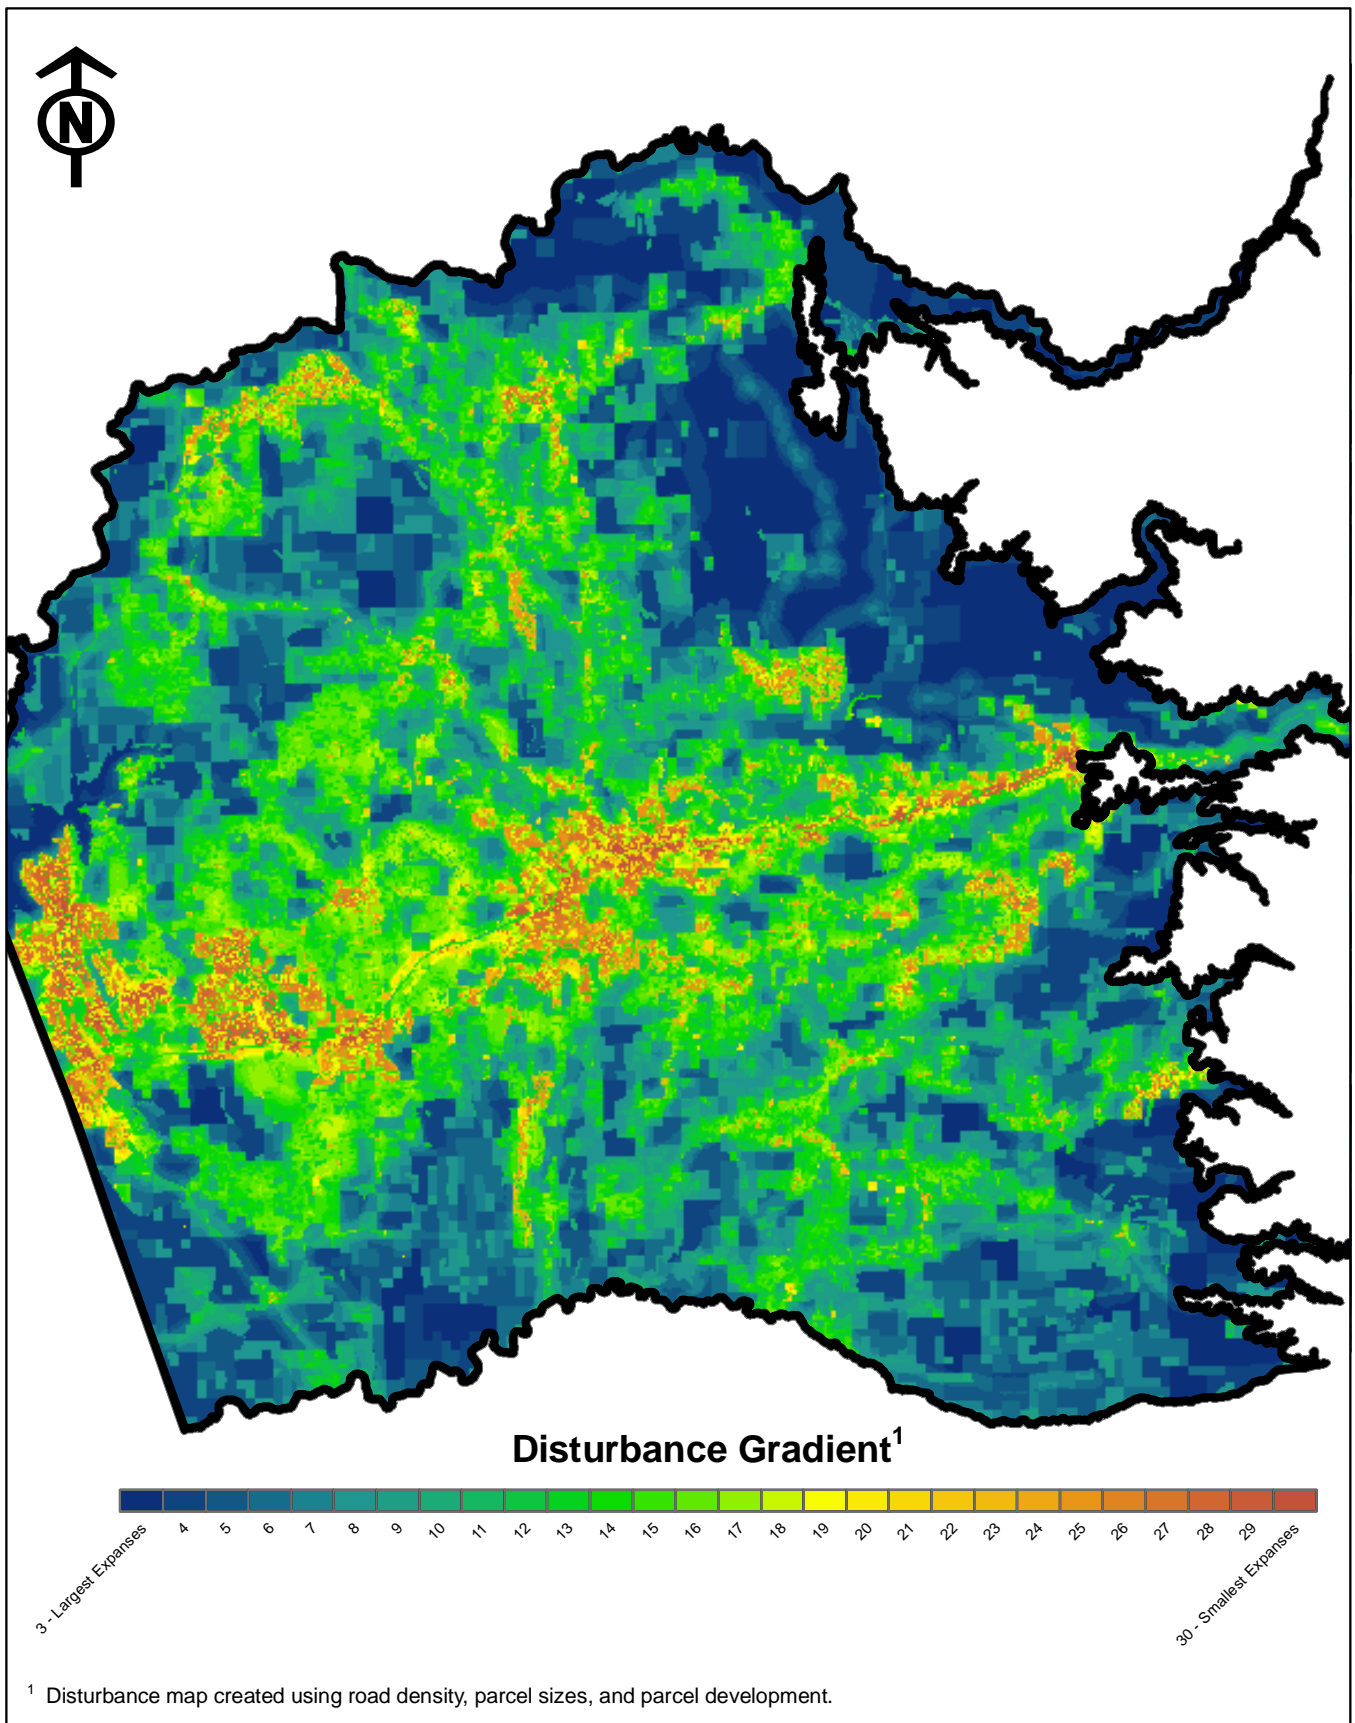 N
Disturbance Gradient1
3 - Largest Expanses 4 5 6 7 8 9 10 11 12 13 14 15 16 17 18 19 20 21 22 23 24 25 26 27 28 29 30 - Smallest Expanses
1 Disturbance map created using road density, parcel sizes, and parcel development.